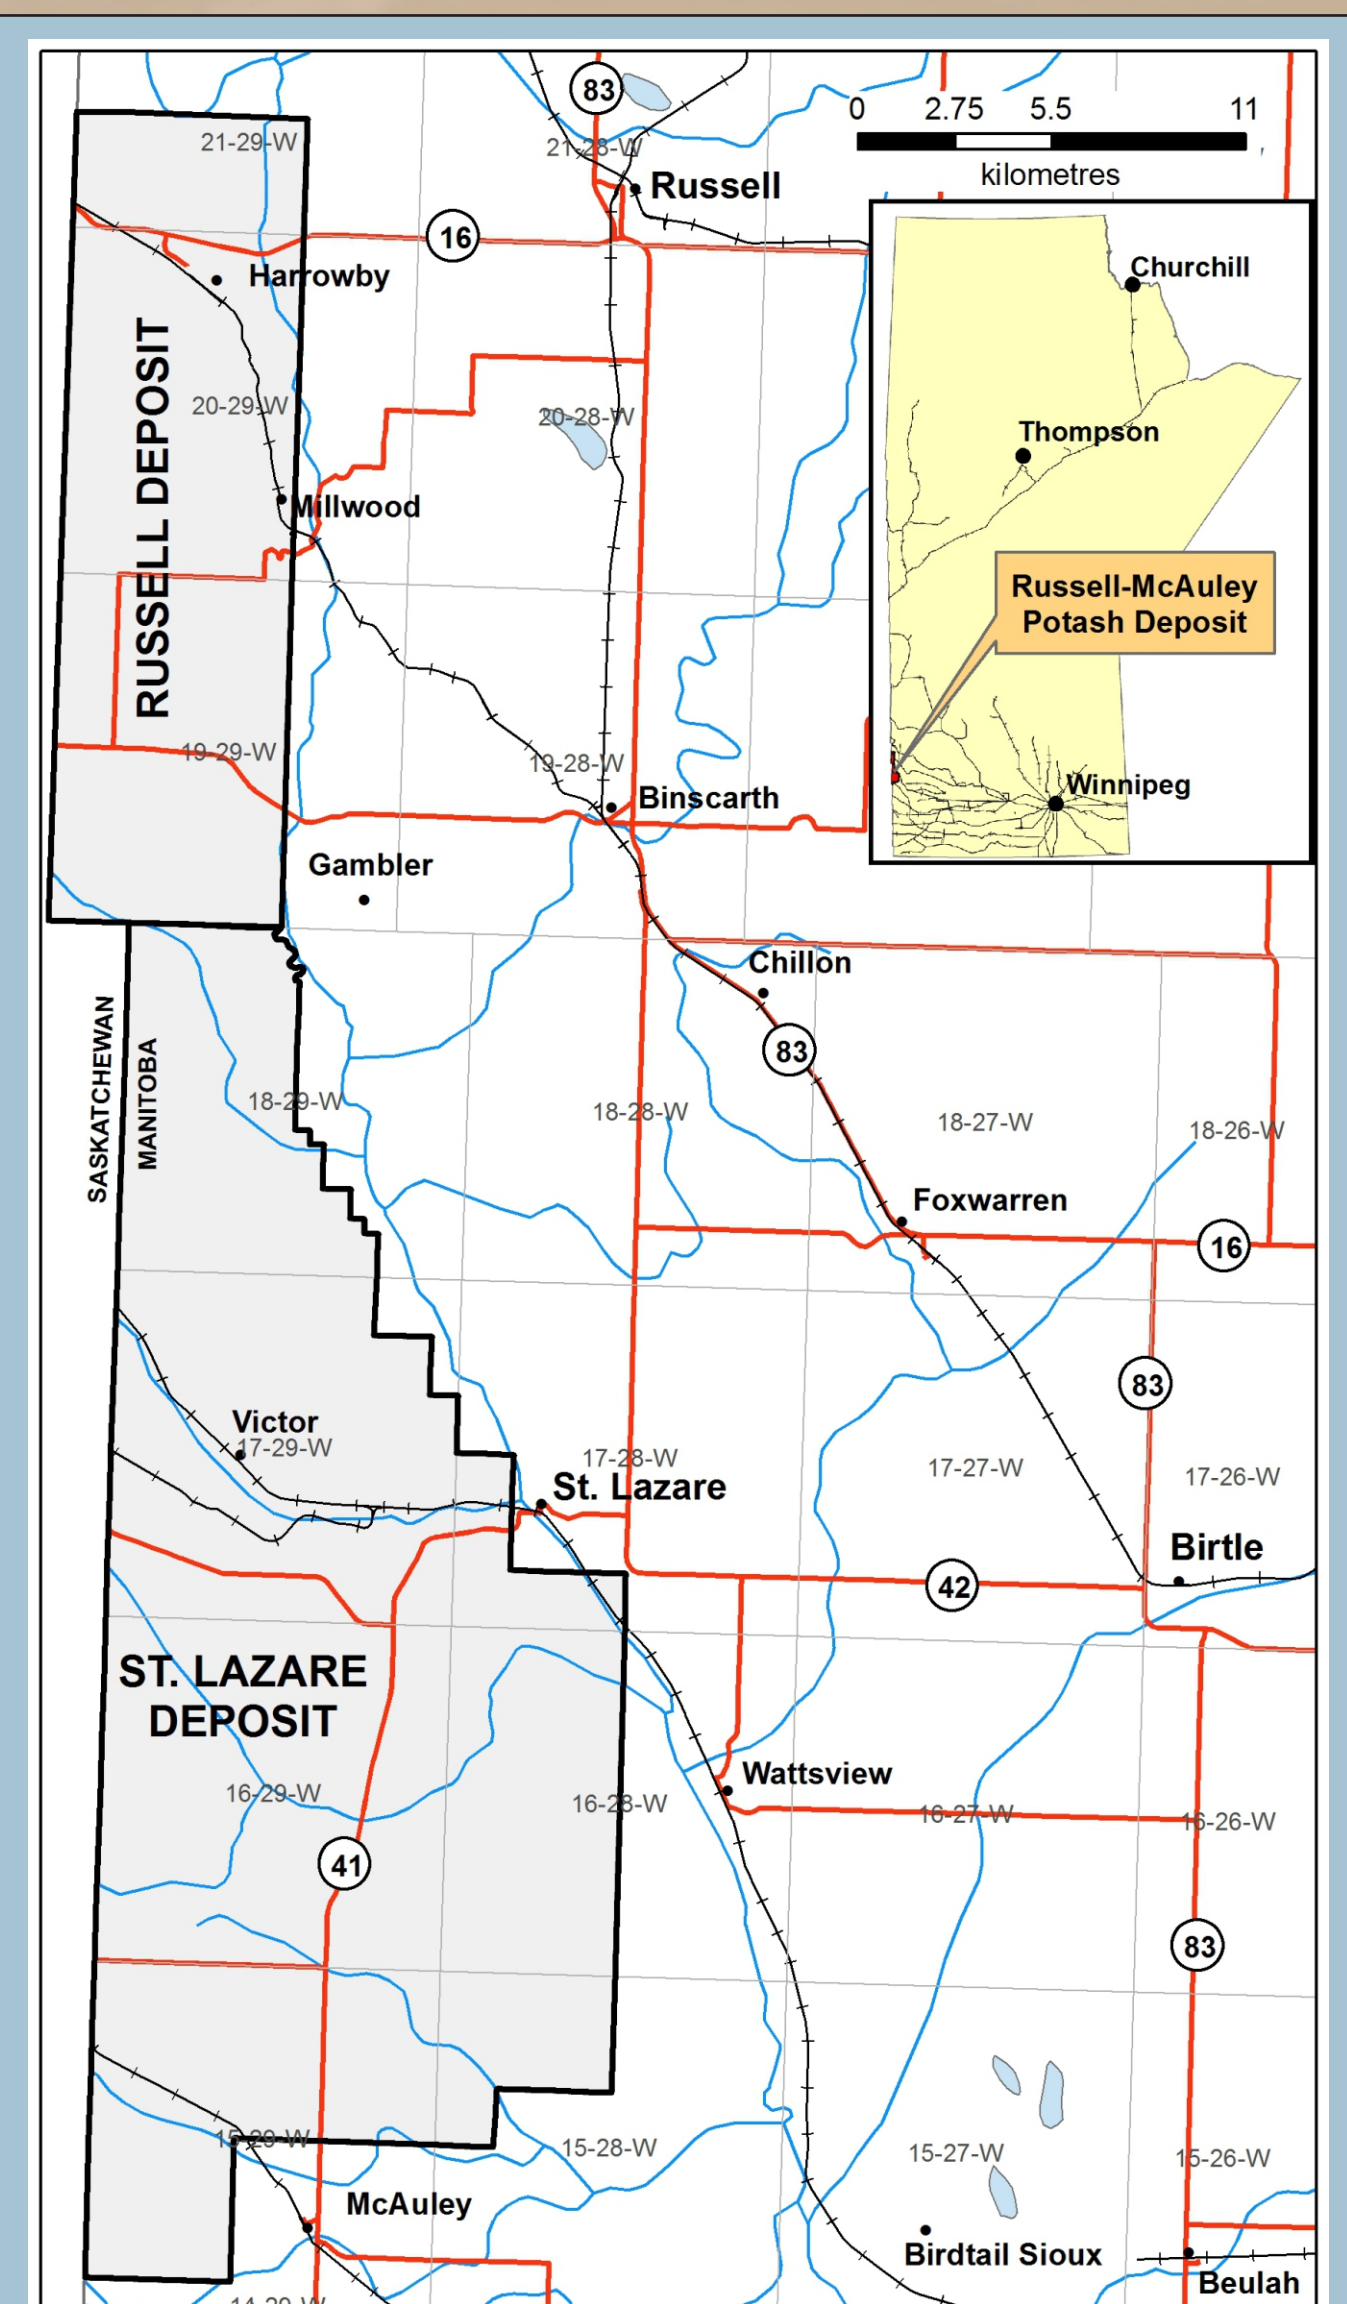 83
0 2.75 5.5 11
kilometres
21-29-W
21-28-W
Russell
16
Harrowby
Churchill
Thompson
Russell-McAuley
Potash Deposit
Winnipeg
RUSSELL DEPOSIT
20-29-W
20-28-W
Millwood
19-29-W
19-28-W
Binscarth
Gambler
Chillon
83
SASKATCHEWAN
MANITOBA
18-29-W
18-28-W
18-27-W
18-26-W
Foxwarren
16
83
Victor
17-29-W
17-28-W
17-27-W
17-26-W
St. Lazare
Birtle
42
ST. LAZARE
DEPOSIT
Wattsview
16-29-W
16-28-W
16-27-W
16-26-W
41
83
15-29-W
15-28-W
15-27-W
15-26-W
McAuley
Birdtail Sioux
Beulah
14-29-W